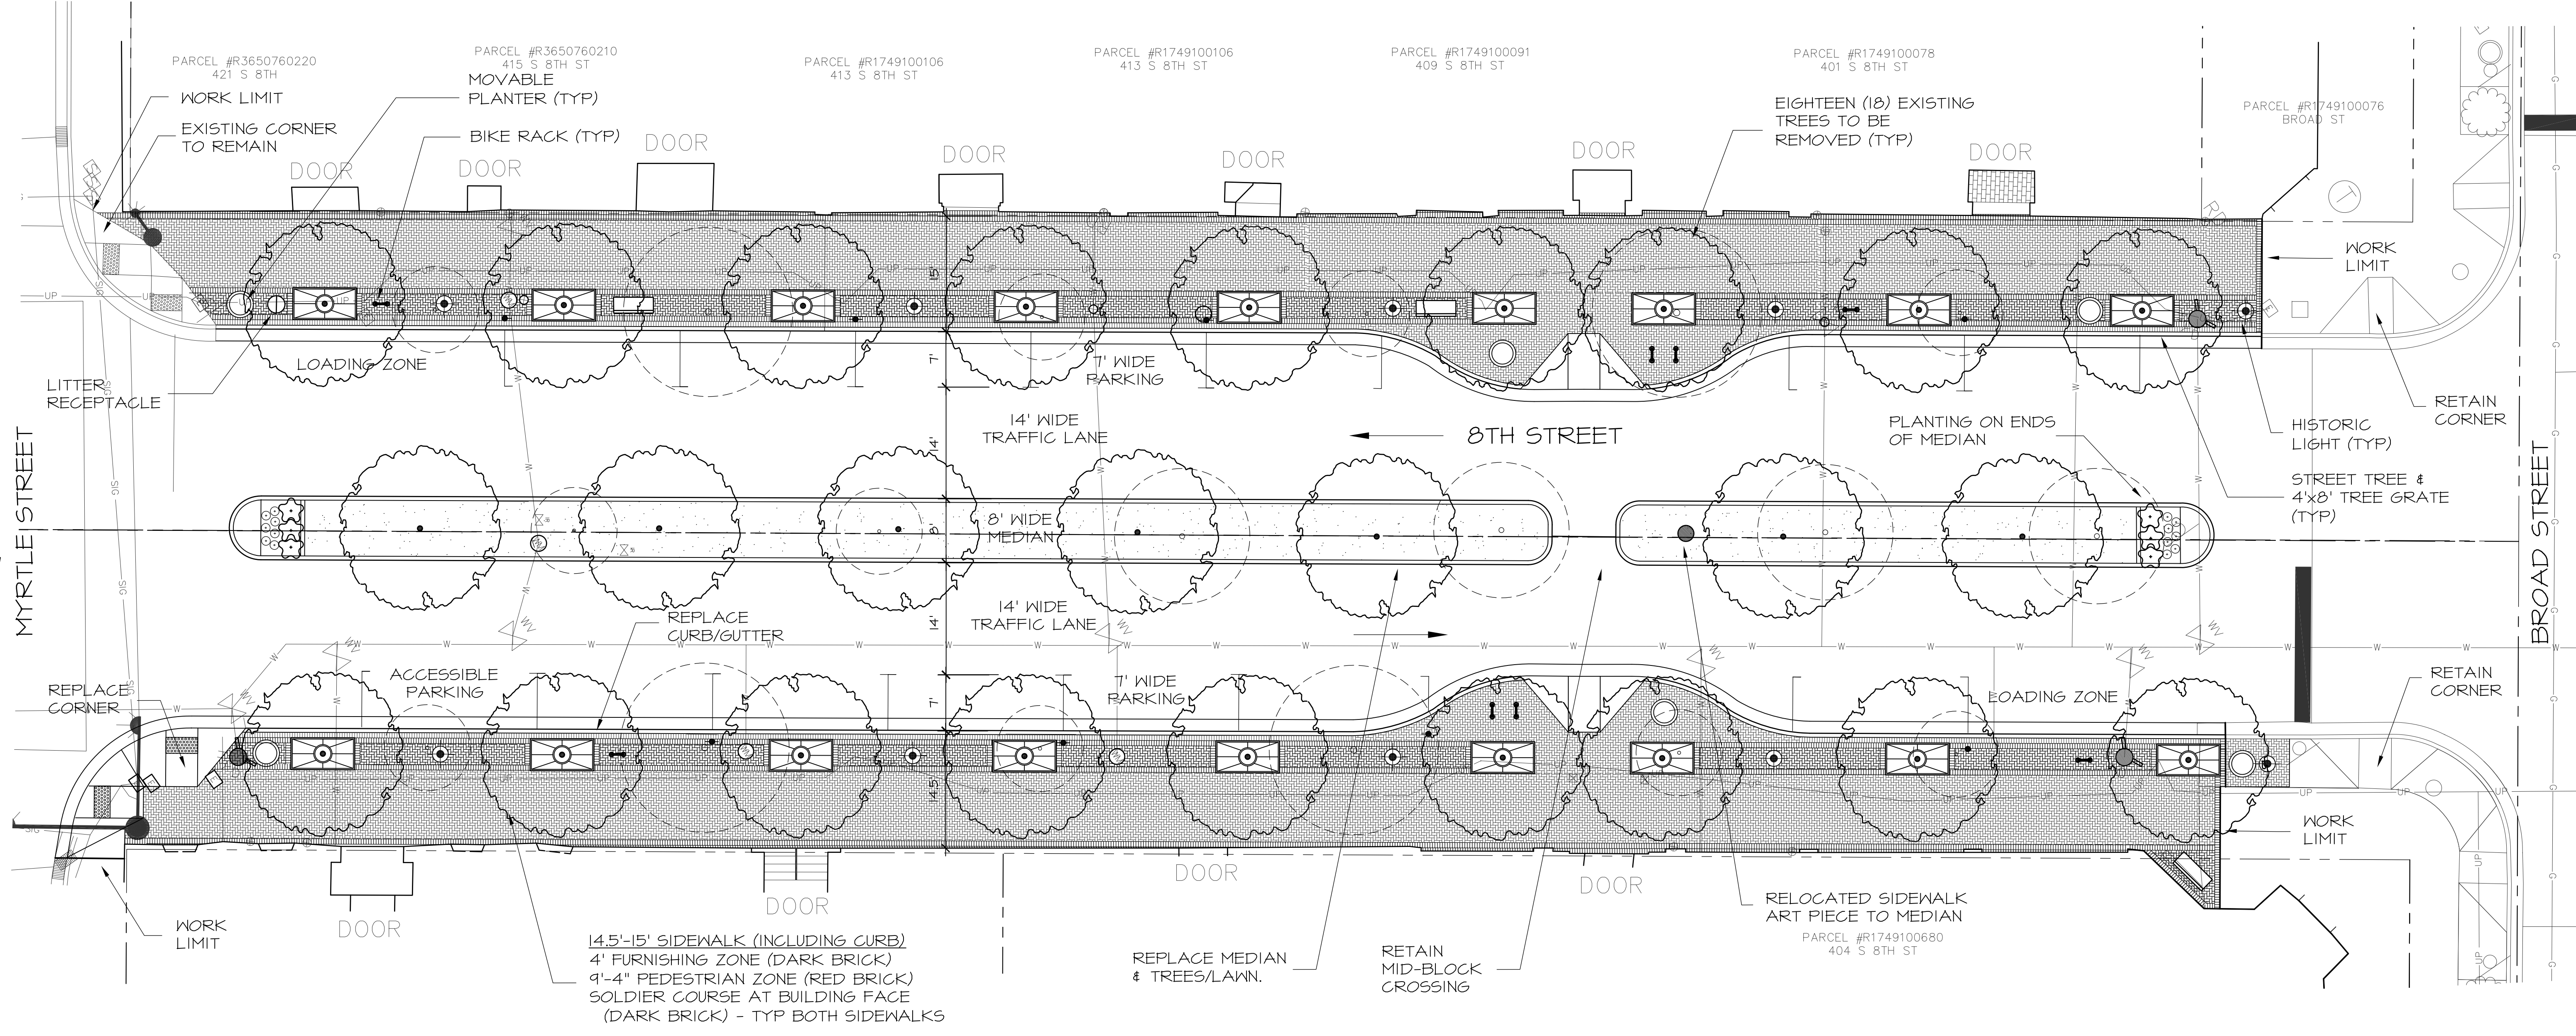 PARCEL #R3650760220
421 S 8TH
PARCEL #R3650760210
415 S 8TH ST
PARCEL #R1749100106
413 S 8TH ST
PARCEL #R1749100106
413 S 8TH ST
PARCEL #R1749100091
409 S 8TH ST
PARCEL #R1749100078
401 S 8TH ST
PARCEL #R1749100076
BROAD ST
WORK LIMIT
EXISTING CORNER
TO REMAIN
MOVABLE
PLANTER (TYP)
BIKE RACK (TYP)
EIGHTEEN (18) EXISTING
TREES TO BE
REMOVED (TYP)
DOOR
DOOR
DOOR
DOOR
DOOR
DOOR
DOOR
WORK
LIMIT
15'
LOADING ZONE
7'
7' WIDE
PARKING
LITTER
RECEPTACLE
RETAIN
CORNER
HISTORIC
LIGHT (TYP)
STREET TREE &
4'x8' TREE GRATE
(TYP)
14'
14' WIDE
TRAFFIC LANE
8TH STREET
PLANTING ON ENDS
OF MEDIAN
MYRTLE STREET
BROAD STREET
8'
8' WIDE
MEDIAN
14'
14' WIDE
TRAFFIC LANE
REPLACE
CURB/GUTTER
REPLACE
CORNER
ACCESSIBLE
PARKING
7'
7' WIDE
PARKING
LOADING ZONE
RETAIN
CORNER
14.5'
WORK
LIMIT
DOOR
DOOR
DOOR
DOOR
WORK
LIMIT
14.5'-15' SIDEWALK (INCLUDING CURB)
4' FURNISHING ZONE (DARK BRICK)
9'-4" PEDESTRIAN ZONE (RED BRICK)
SOLDIER COURSE AT BUILDING FACE
(DARK BRICK) - TYP BOTH SIDEWALKS
REPLACE MEDIAN
& TREES/LAWN.
RETAIN
MID-BLOCK
CROSSING
RELOCATED SIDEWALK
ART PIECE TO MEDIAN
PARCEL #R1749100680
404 S 8TH ST